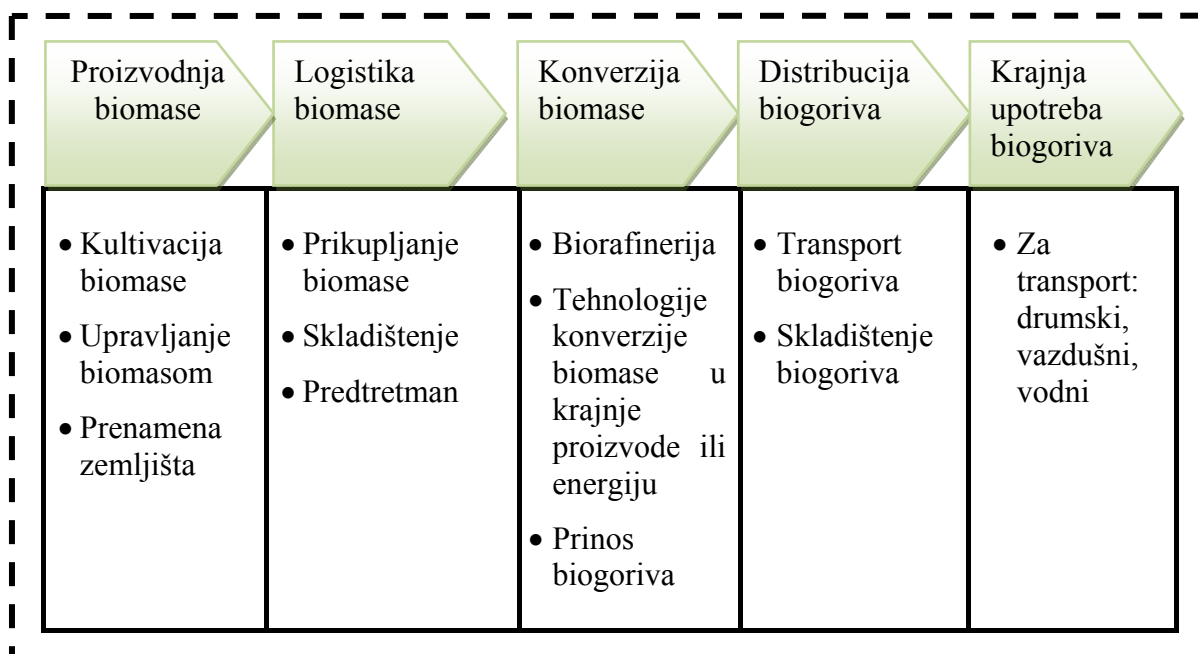 Proizvodnja
biomase
Logistika
biomase
Konverzija
biomase
Distribucija
biogoriva
Krajnja
upotreba
biogoriva
• Kultivacija
biomase
• Upravljanje
biomasom
• Prenamena
zemljišta
• Prikupljanje
biomase
• Skladištenje
• Predtretman
• Biorafinerija
• Tehnologije
konverzije
biomase u
krajnje
proizvode ili
energiju
• Prinos
biogoriva
• Transport
biogoriva
• Skladištenje
biogoriva
• Za
transport:
drumski,
vazdušni,
vodni